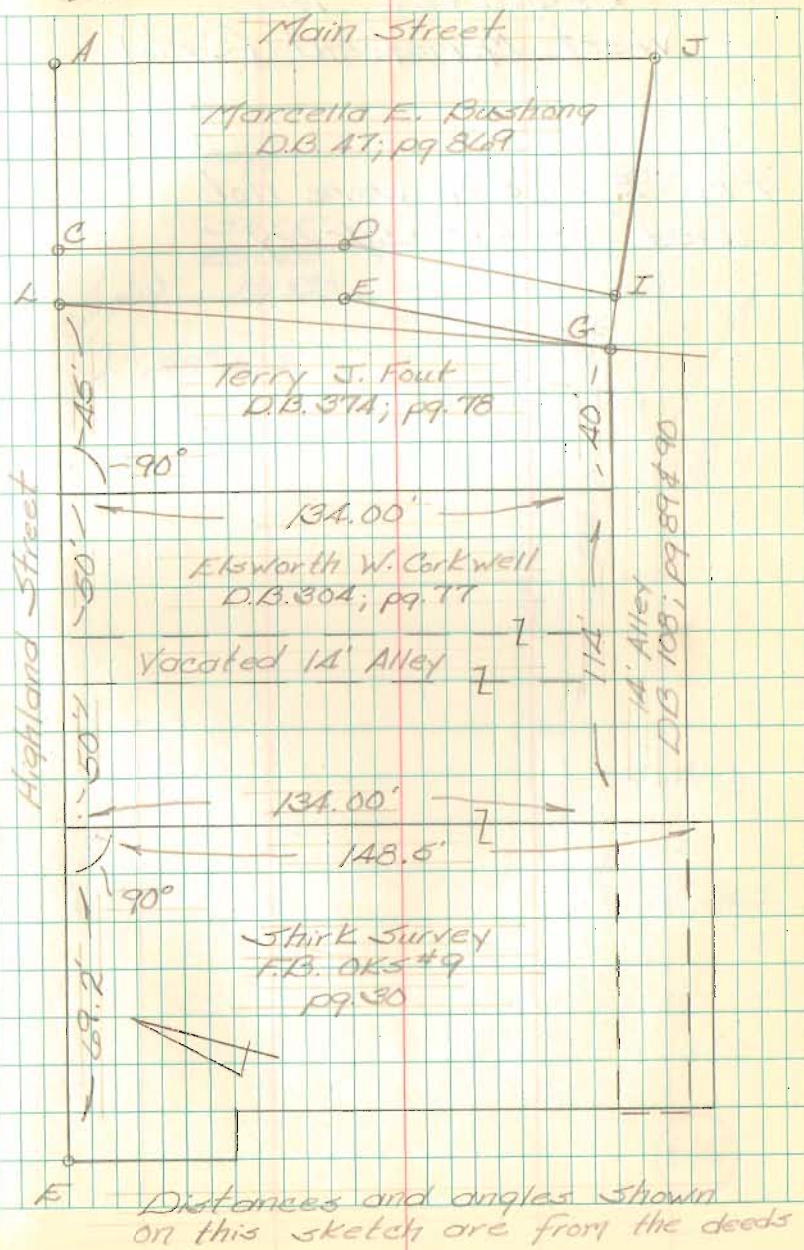 Main Street
A
J
Marcella E. Bushong
D.B. 47; pg 869
C
D
I
L
E
G
Terry J. Fout
D.B. 374; pg. 78
45'
40'
90°
134.00'
Elsworth W. Corkwell
D.B. 304; pg. 77
50'
114'
14' Alley
DB 108; pg 89 & 90
Vacated 14' Alley
Highland Street
50'
134.00'
148.5'
90°
Shirk Survey
F.B. OKS #9
pg. 30
69.2'
E
Distances and angles shown
on this sketch are from the deeds